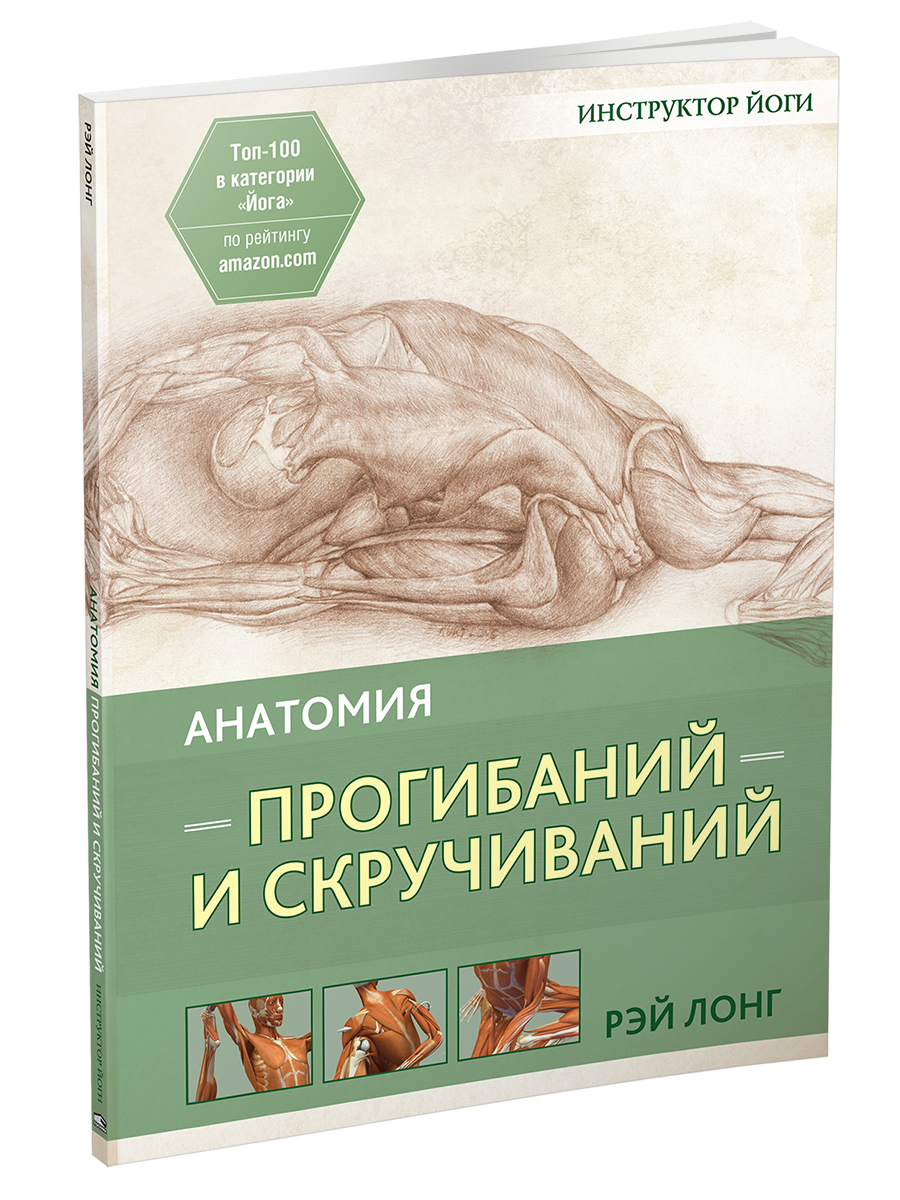 ИНСТРУКТОР ЙОГИ
Топ-100
в категории
«Йога»
по рейтингу
amazon.com
АНАТОМИЯ
ПРОГИБАНИЙ
И СКРУЧИВАНИЙ
РЭЙ ЛОНГ
РЭЙ ЛОНГ
АНАТОМИЯ ПРОГИБАНИЙ И СКРУЧИВАНИЙ
ИНСТРУКТОР ЙОГИ